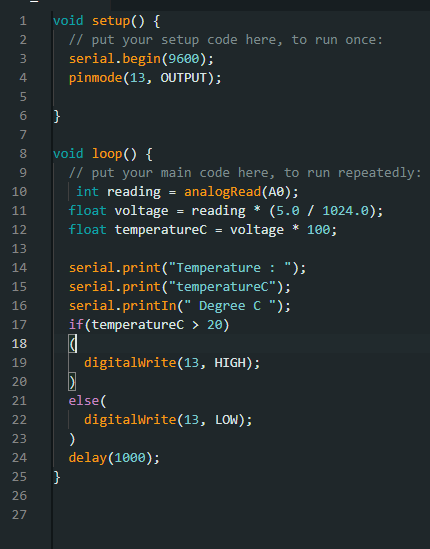 1 void setup() {
2 // put your setup code here, to run once:
3 serial.begin(9600);
4 pinmode(13, OUTPUT);
5
6 }
7
8 void loop() {
9 // put your main code here, to run repeatedly:
10 int reading = analogRead(A0);
11 float voltage = reading * (5.0 / 1024.0);
12 float temperatureC = voltage * 100;
13
14 serial.print("Temperature : ");
15 serial.print("temperatureC");
16 serial.printIn(" Degree C ");
17 if(temperatureC > 20)
18 (
19 digitalWrite(13, HIGH);
20 )
21 else(
22 digitalWrite(13, LOW);
23 )
24 delay(1000);
25 }
26
27